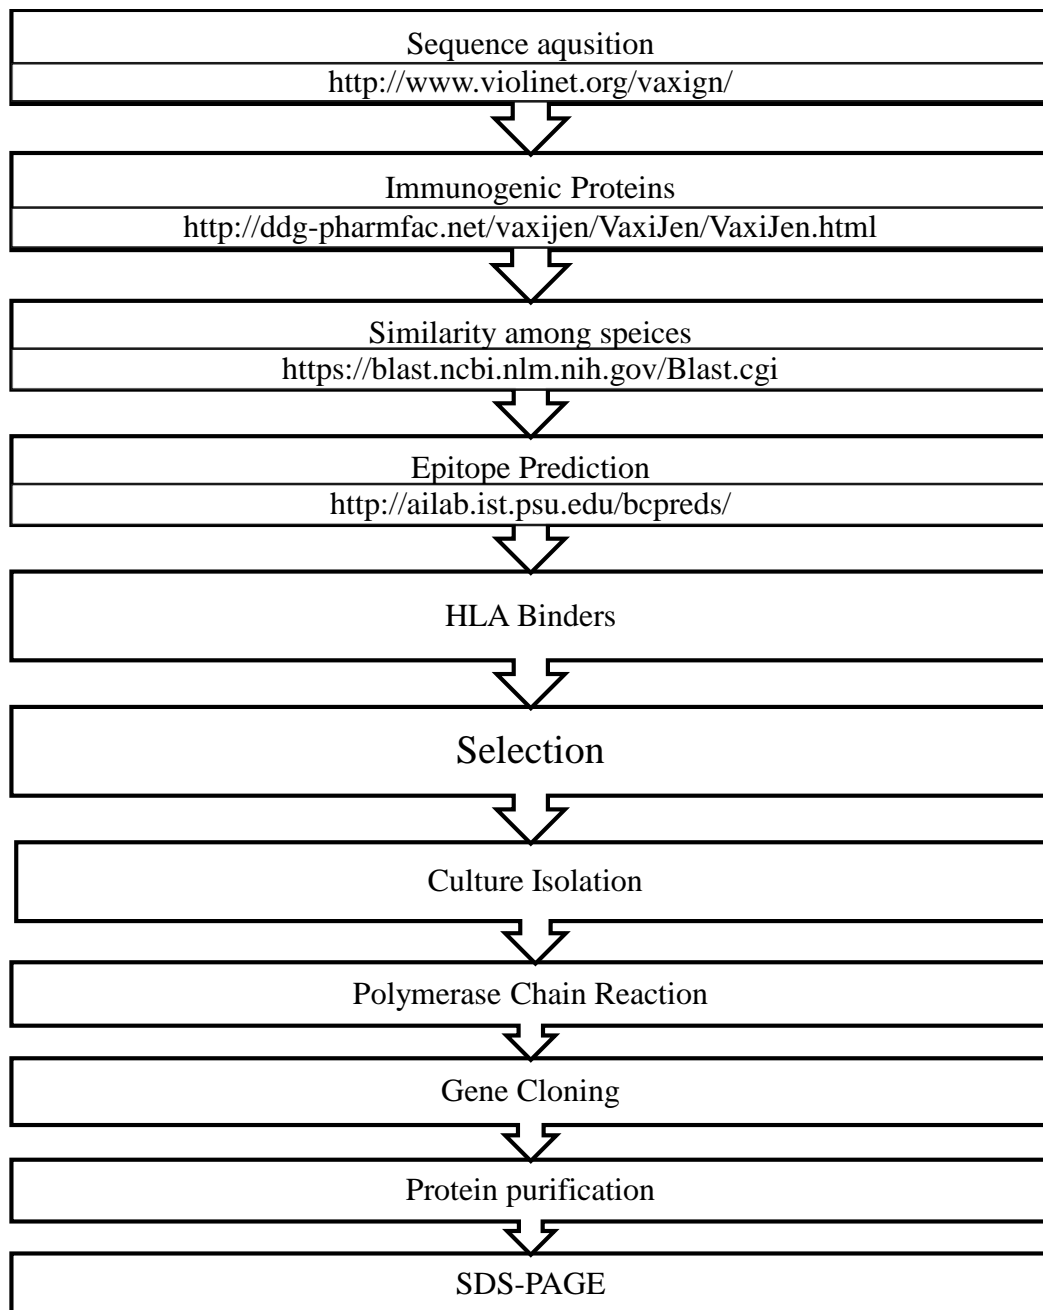 Sequence aqusition
http://www.violinet.org/vaxign/
Immunogenic Proteins
http://ddg-pharmfac.net/vaxijen/VaxiJen/VaxiJen.html
Similarity among speices
https://blast.ncbi.nlm.nih.gov/Blast.cgi
Epitope Prediction
http://ailab.ist.psu.edu/bcpreds/
HLA Binders
Selection
Culture Isolation
Polymerase Chain Reaction
Gene Cloning
Protein purification
SDS-PAGE